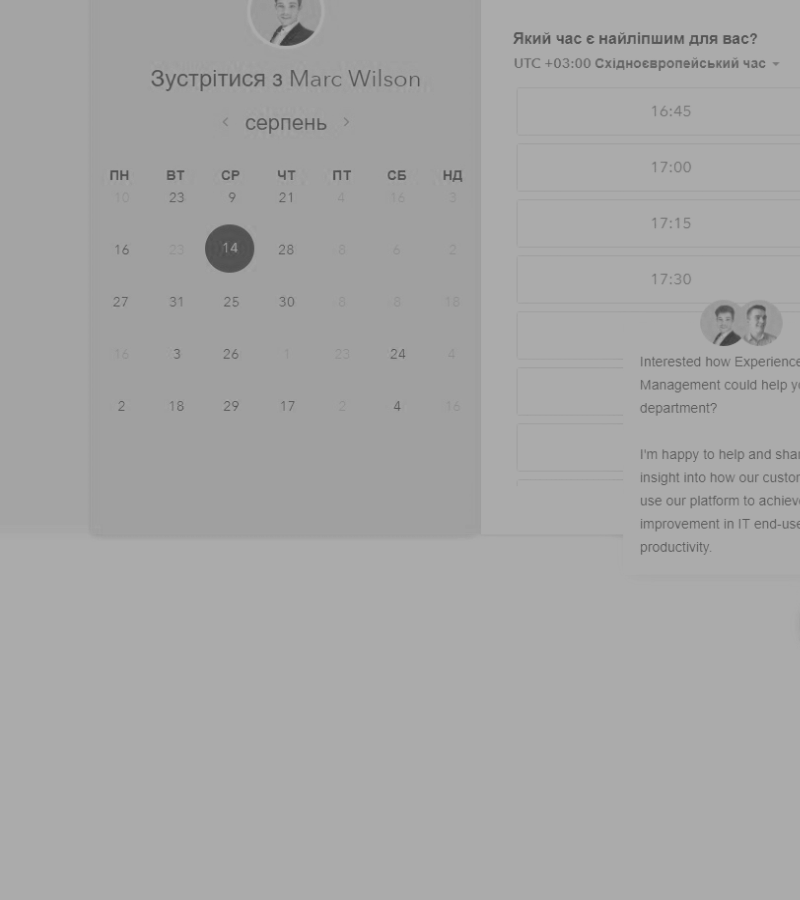 Зустрітися з Marc Wilson
серпень
ПН ВТ СР ЧТ ПТ СБ НД
10 23 9 21 4 16 3
16 23 14 28 8 6 2
27 31 25 30 8 8 18
16 3 26 1 23 24 4
2 18 29 17 2 4 16
Який час є найліпшим для вас?
UTC +03:00 Східноєвропейський час
16:45
17:00
17:15
17:30
Interested how Experience
Management could help yo
department?
I'm happy to help and shar
insight into how our custor
use our platform to achieve
improvement in IT end-use
productivity.